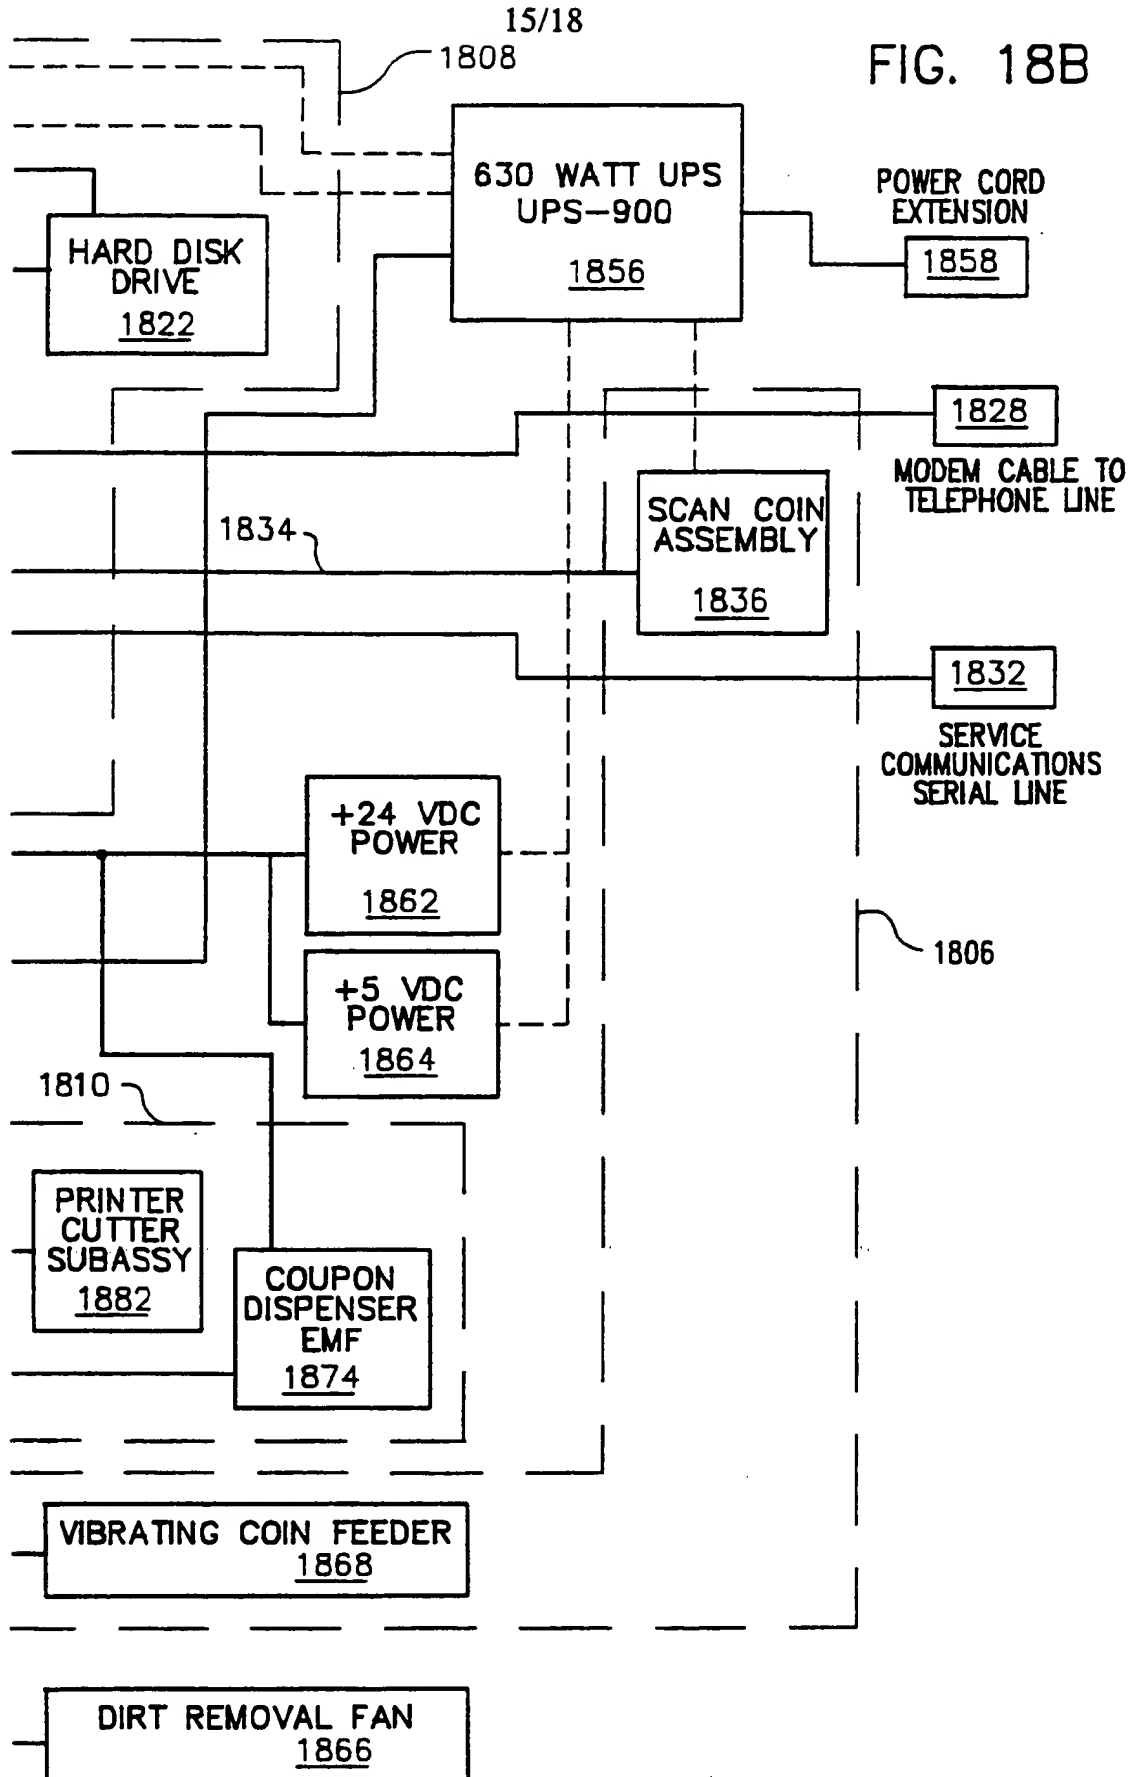 15/18
FIG. 18B
1808
630 WATT UPS
UPS-900
1856
POWER CORD
EXTENSION
1858
HARD DISK
DRIVE
1822
1828
MODEM CABLE TO
TELEPHONE LINE
SCAN COIN
ASSEMBLY
1836
1834
1832
SERVICE
COMMUNICATIONS
SERIAL LINE
+24 VDC
POWER
1862
1806
+5 VDC
POWER
1864
1810
PRINTER
CUTTER
SUBASSY
1882
COUPON
DISPENSER
EMF
1874
VIBRATING COIN FEEDER
1868
DIRT REMOVAL FAN
1866